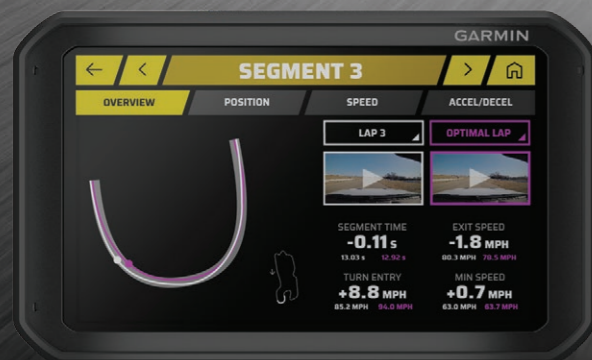 GARMIN
SEGMENT 3
OVERVIEW
POSITION
SPEED
ACCEL/DECEL
LAP 3
OPTIMAL LAP
SEGMENT TIME
EXIT SPEED
-0.11 s
-1.8 MPH
13.03 s 12.92 s
80.3 MPH 78.5 MPH
TURN ENTRY
MIN SPEED
+8.8 MPH
+0.7 MPH
85.2 MPH 94.0 MPH
63.0 MPH 63.7 MPH